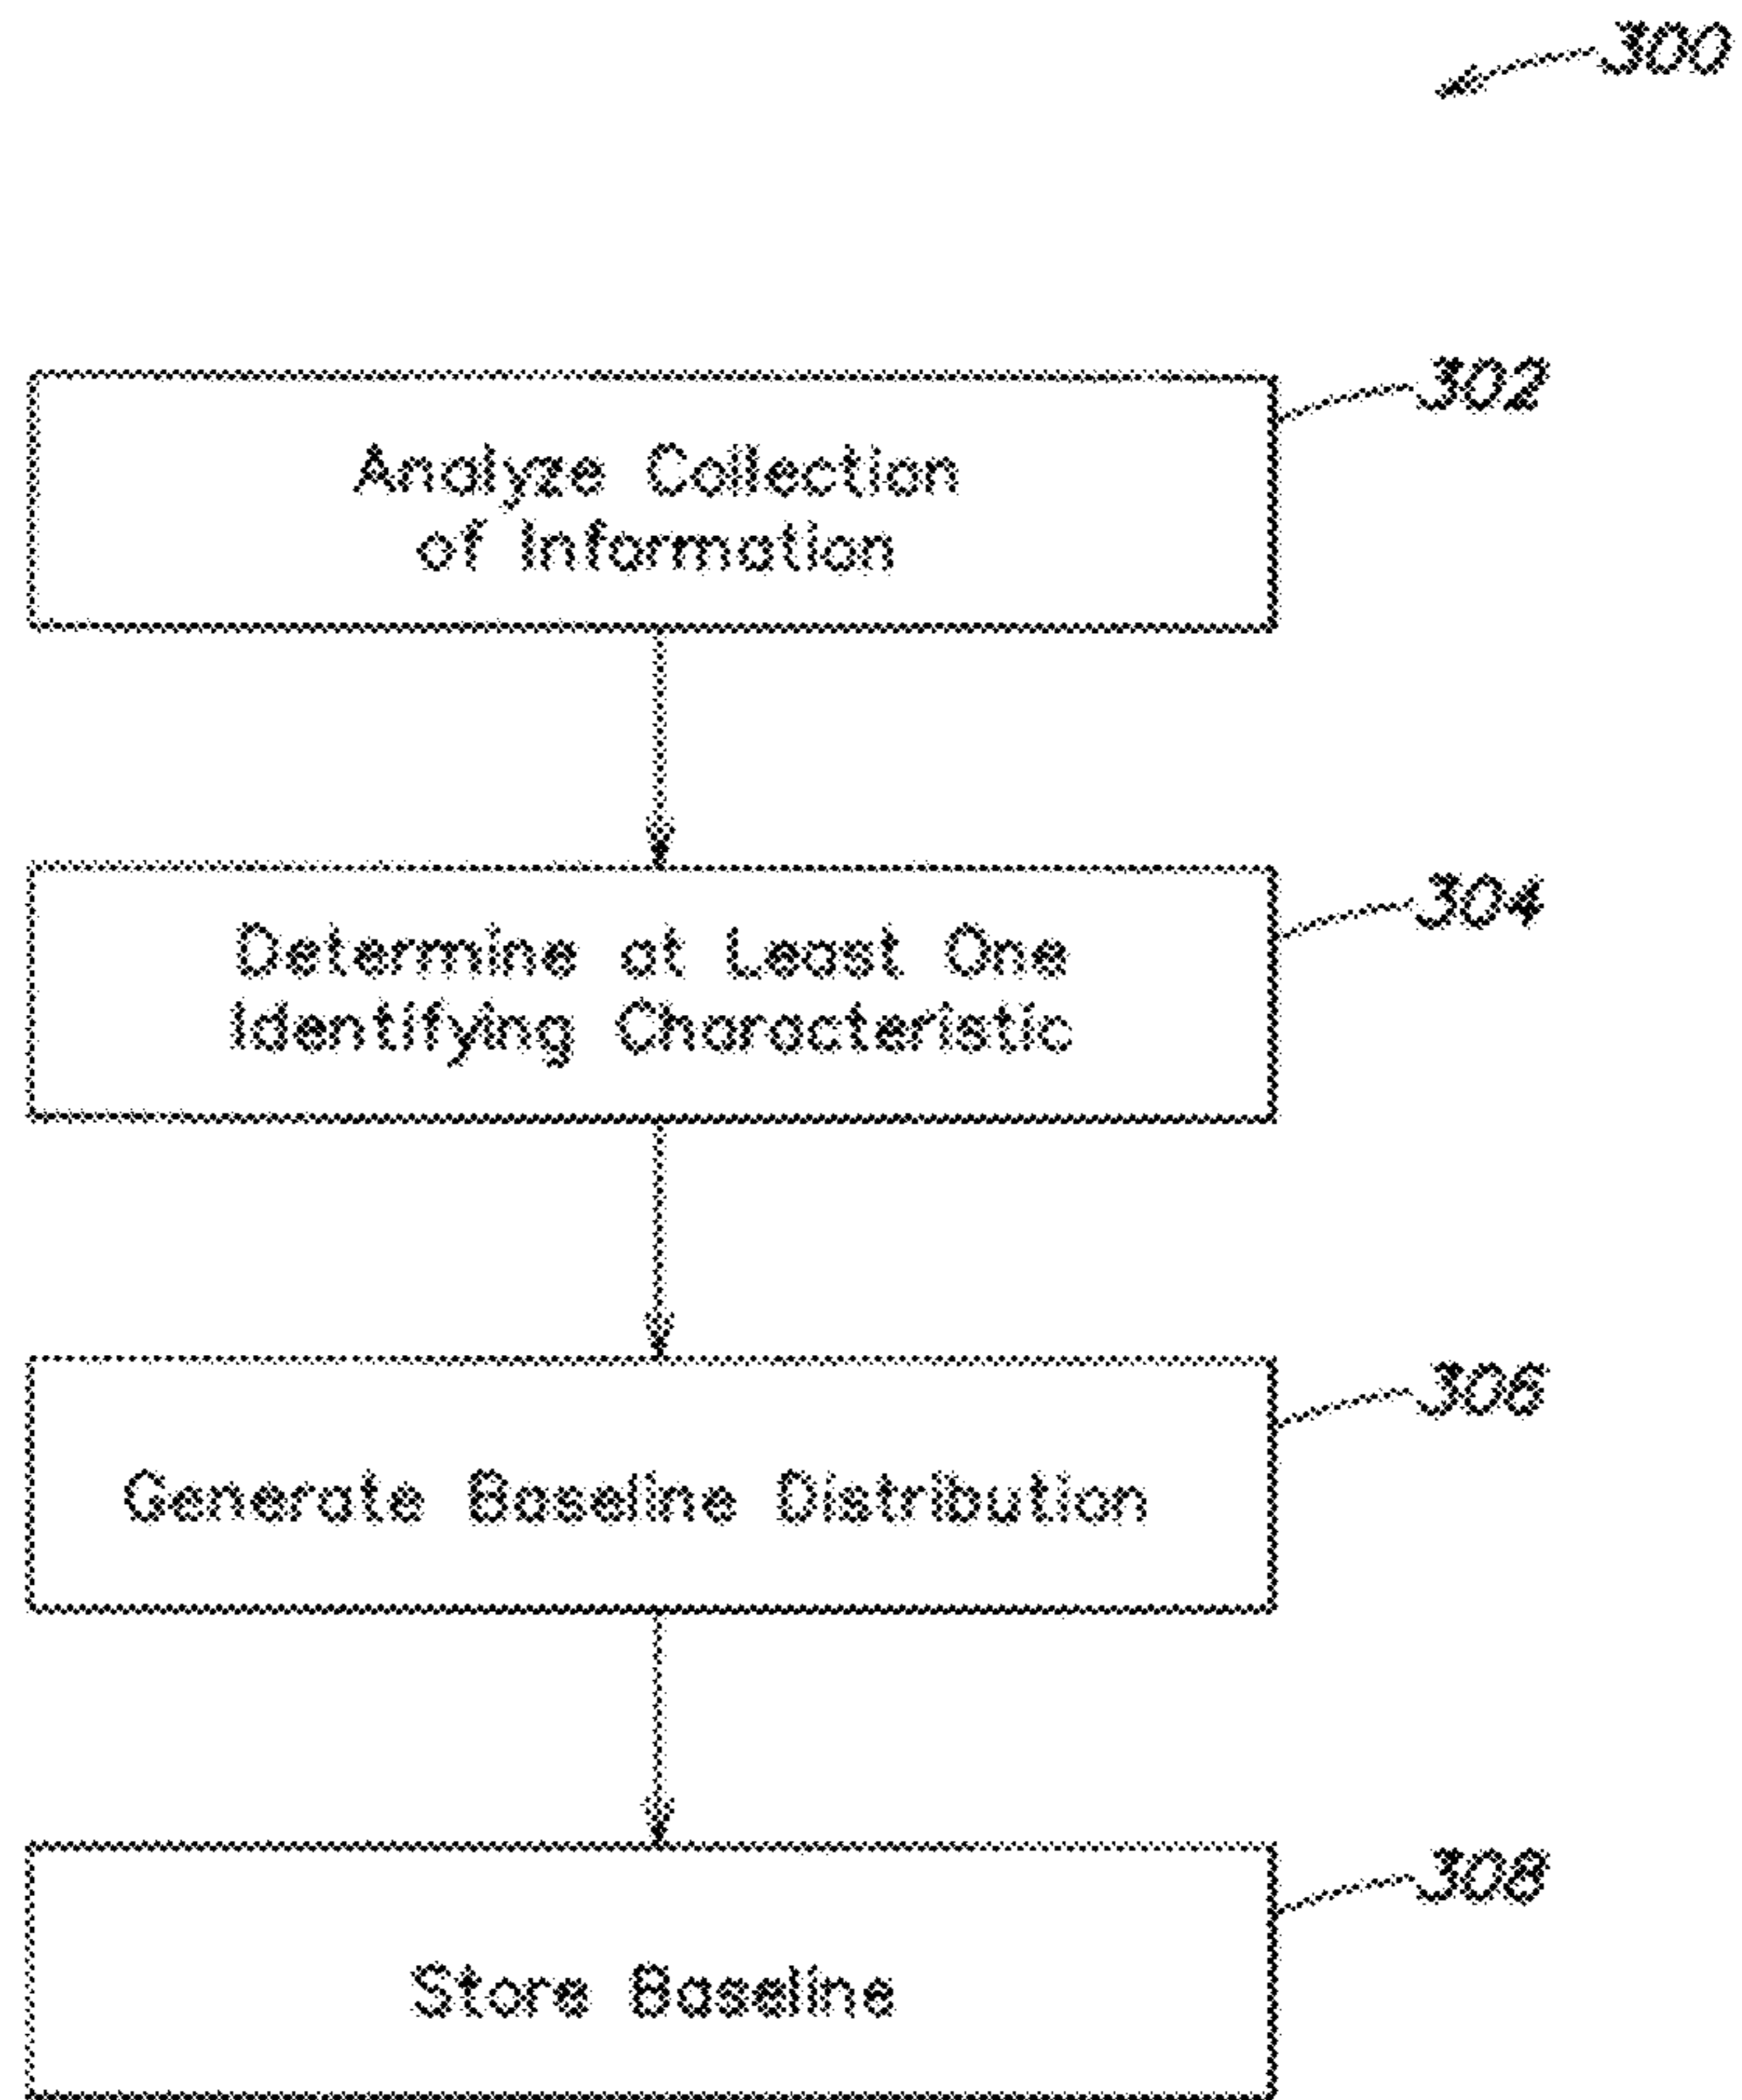 300
302
Analyze Collection
of Information
304
Determine at Least One
Identifying Characteristic
306
Generate Baseline Distribution
308
Store Baseline